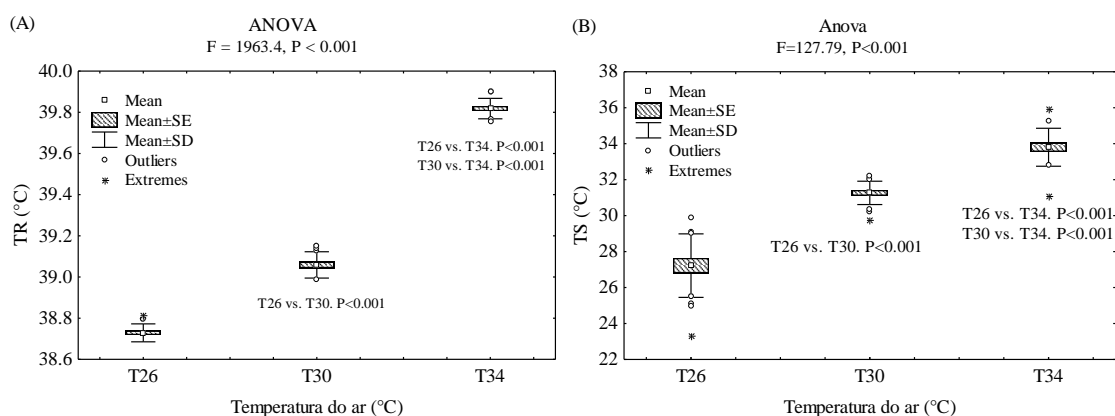 (A)
ANOVA
F = 1963.4, P < 0.001
40.0
39.8
39.6
39.4
39.2
39.0
38.8
38.6
TR (°C)
Mean
Mean±SE
Mean±SD
Outliers
Extremes
T26 vs. T34. P<0.001
T30 vs. T34. P<0.001
T26 vs. T30. P<0.001
T26
T30
T34
Temperatura do ar (°C)
(B)
Anova
F=127.79, P<0.001
38
36
34
32
30
28
26
24
22
TS (°C)
Mean
Mean±SE
Mean±SD
Outliers
Extremes
T26 vs. T34. P<0.001
T30 vs. T34. P<0.001
T26 vs. T30. P<0.001
T26
T30
T34
Temperatura do ar (°C)